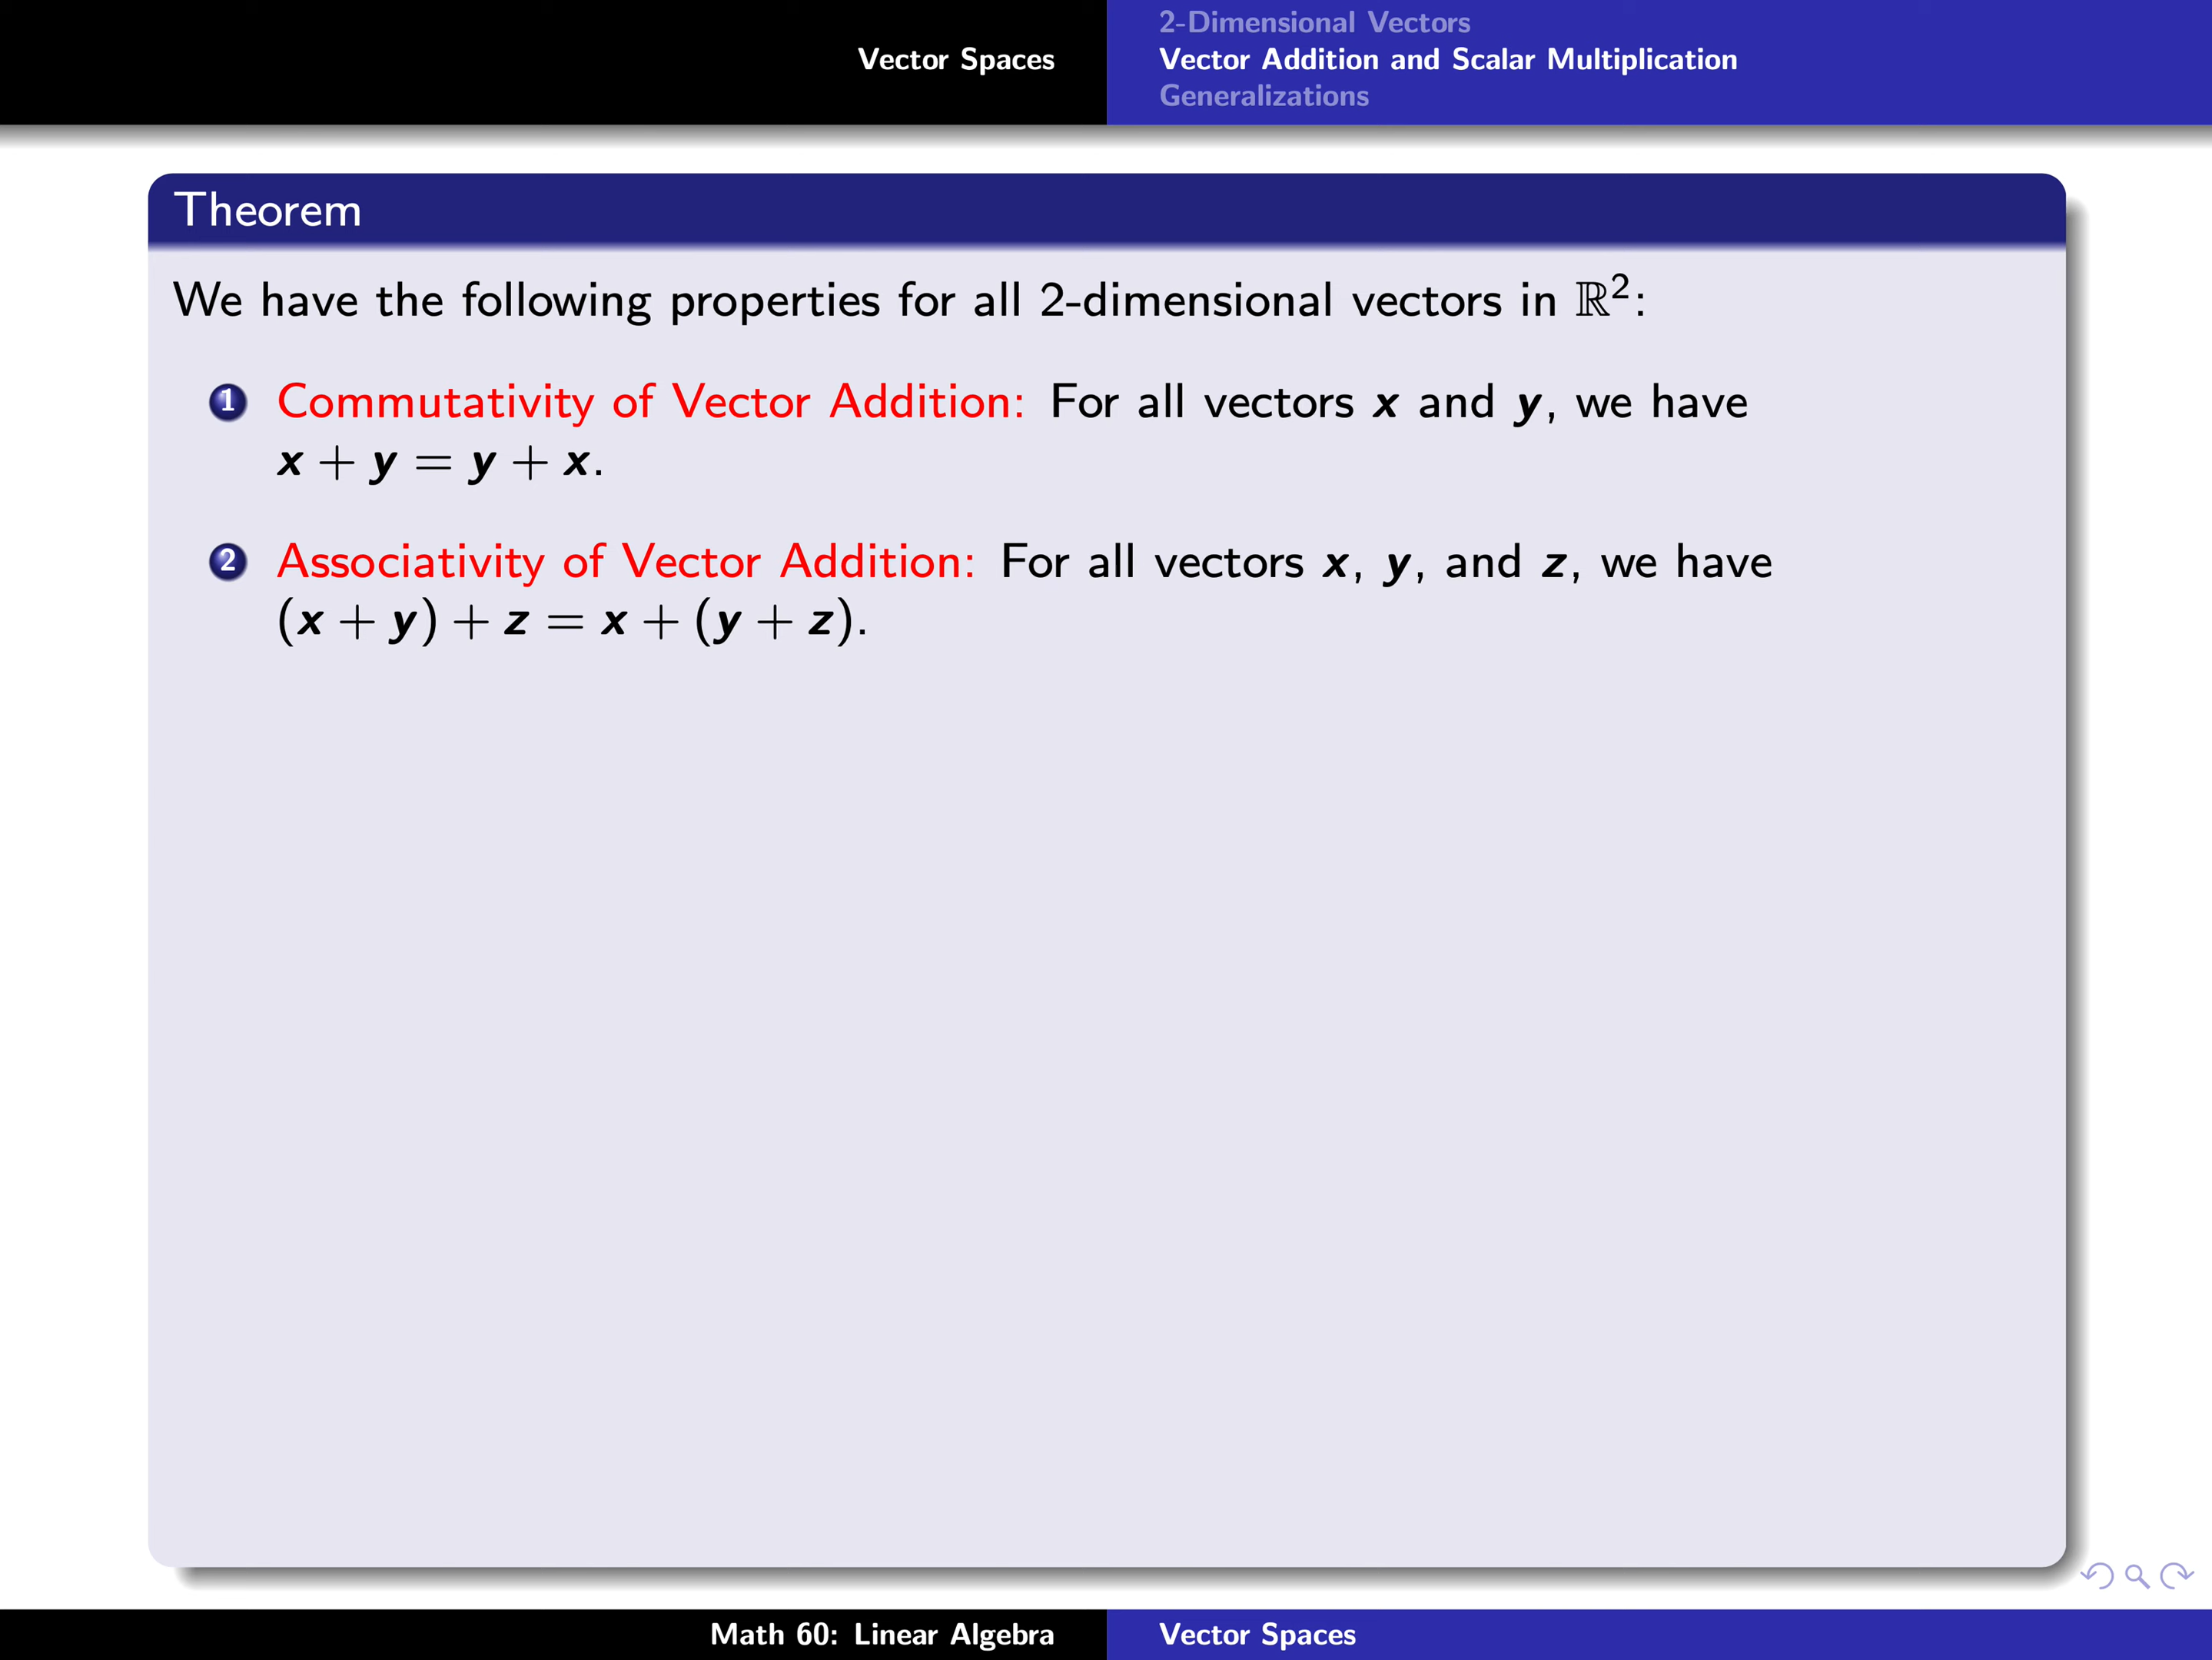 Vector Spaces
2-Dimensional Vectors
Vector Addition and Scalar Multiplication
Generalizations
Theorem
We have the following properties for all 2-dimensional vectors in ℝ²:
1 Commutativity of Vector Addition: For all vectors x and y, we have
x + y = y + x.
2 Associativity of Vector Addition: For all vectors x, y, and z, we have
(x + y) + z = x + (y + z).
Math 60: Linear Algebra
Vector Spaces